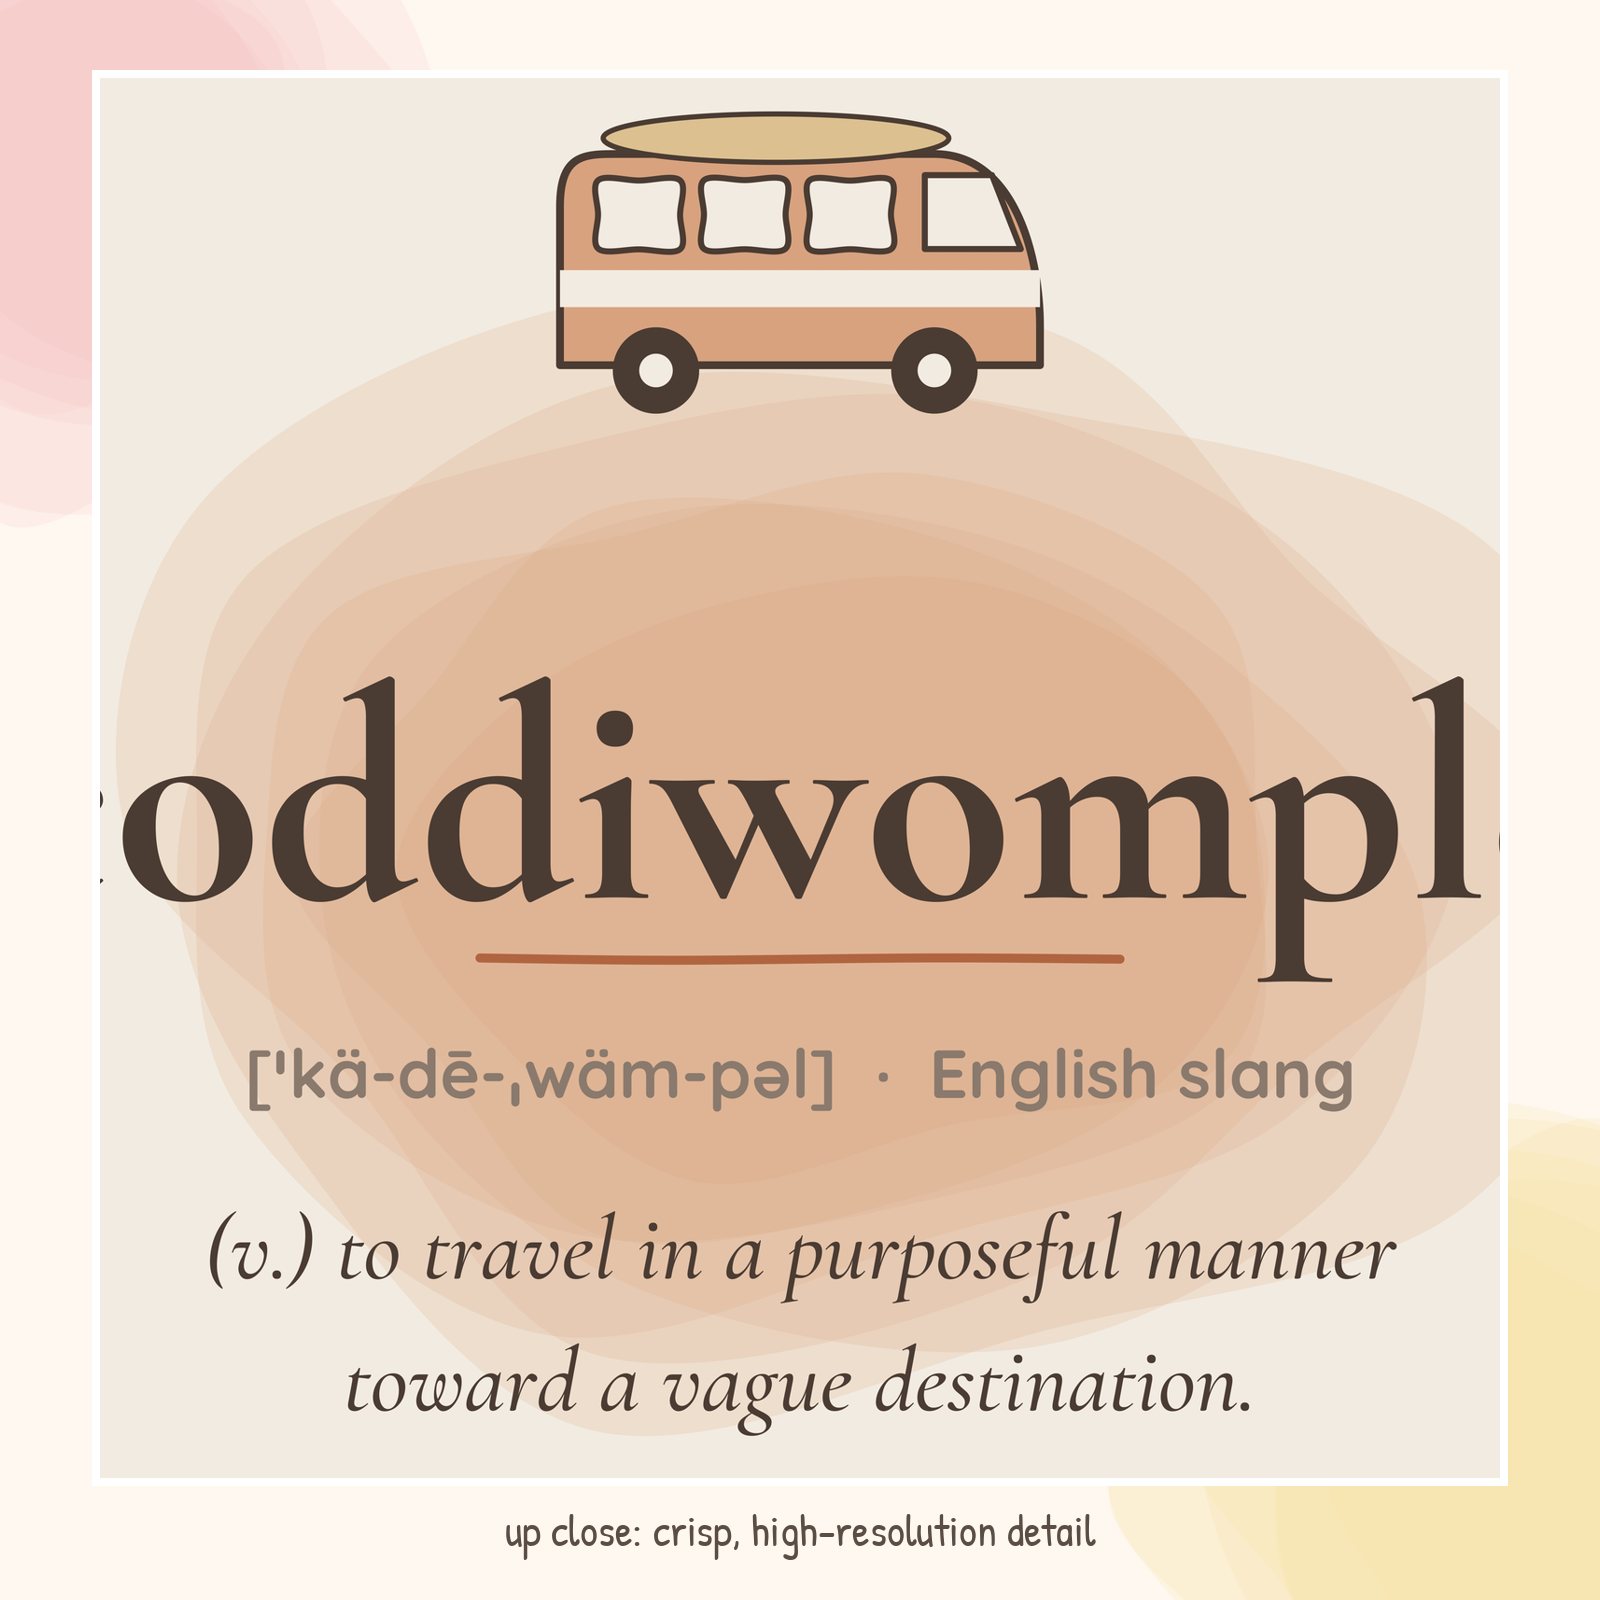 oddiwompl
['kä-dē-ˌwäm-pəl] · English slang
(v.) to travel in a purposeful manner
toward a vague destination.
up close: crisp, high-resolution detail